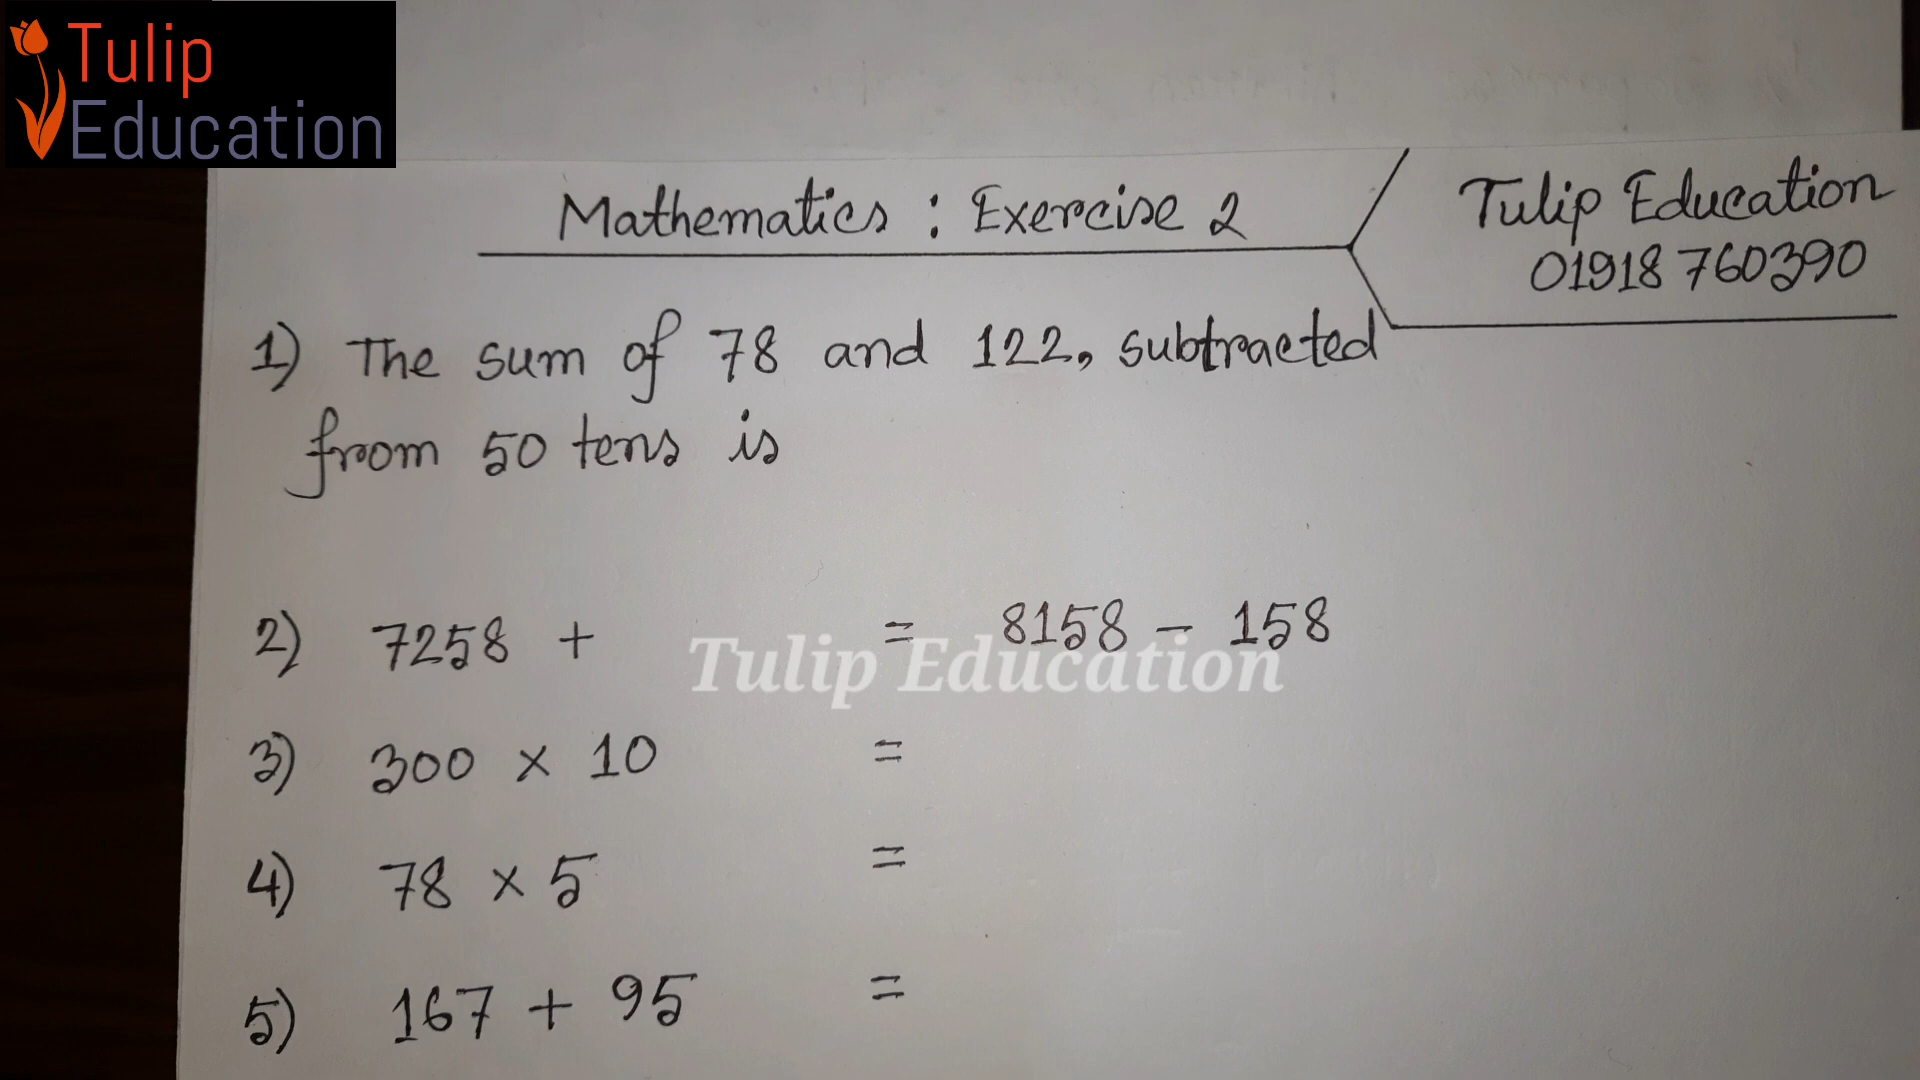 Tulip
Education
Mathematics : Exercise 2
Tulip Education
01918 760390
1) The sum of 78 and 122, subtracted
from 50 tens is
2) 7258 + = 8158 - 158
Tulip Education
3) 300 × 10 =
4) 78 × 5 =
5) 167 + 95 =